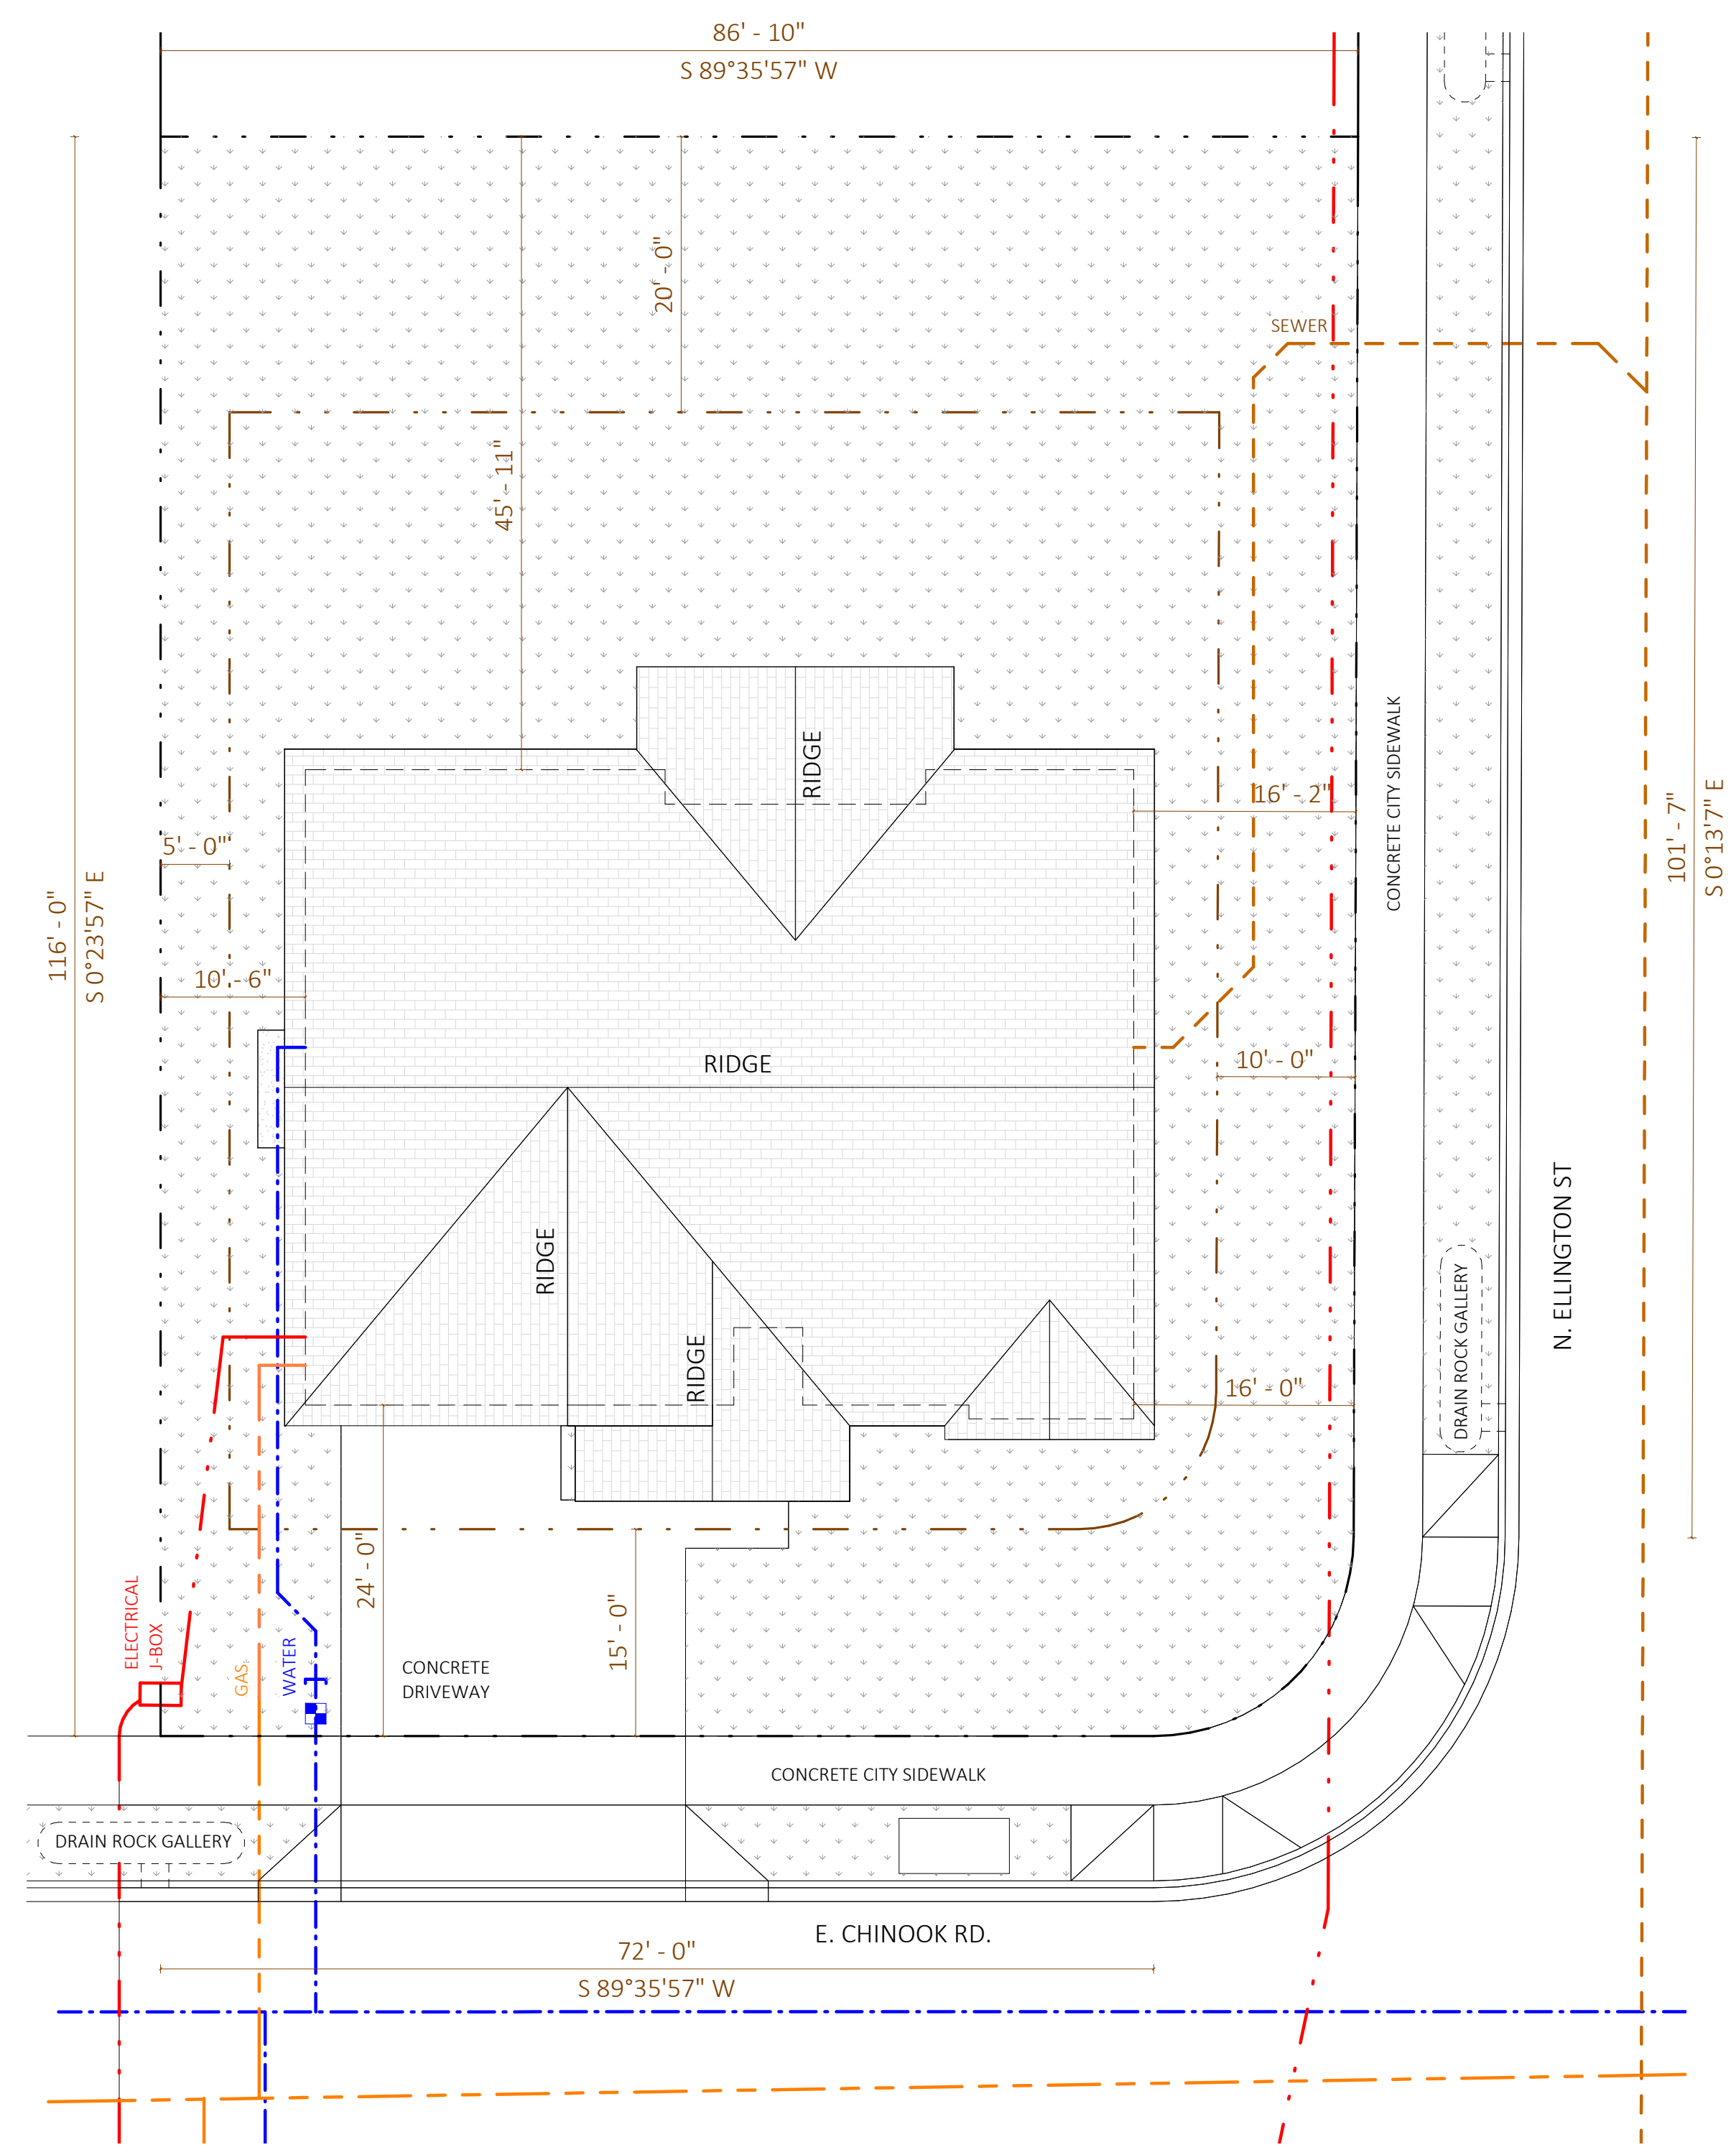 86' - 10"
S 89°35'57" W
20' - 0"
SEWER
45' - 11"
RIDGE
16' - 2"
CONCRETE CITY SIDEWALK
101' - 7"
S 0°13'7" E
5' - 0"
116' - 0"
S 0°23'57" E
10' - 6"
RIDGE
10' - 0"
N. ELLINGTON ST
RIDGE
RIDGE
16' - 0"
DRAIN ROCK GALLERY
24' - 0"
15' - 0"
ELECTRICAL
J-BOX
GAS
WATER
CONCRETE
DRIVEWAY
CONCRETE CITY SIDEWALK
DRAIN ROCK GALLERY
E. CHINOOK RD.
72' - 0"
S 89°35'57" W